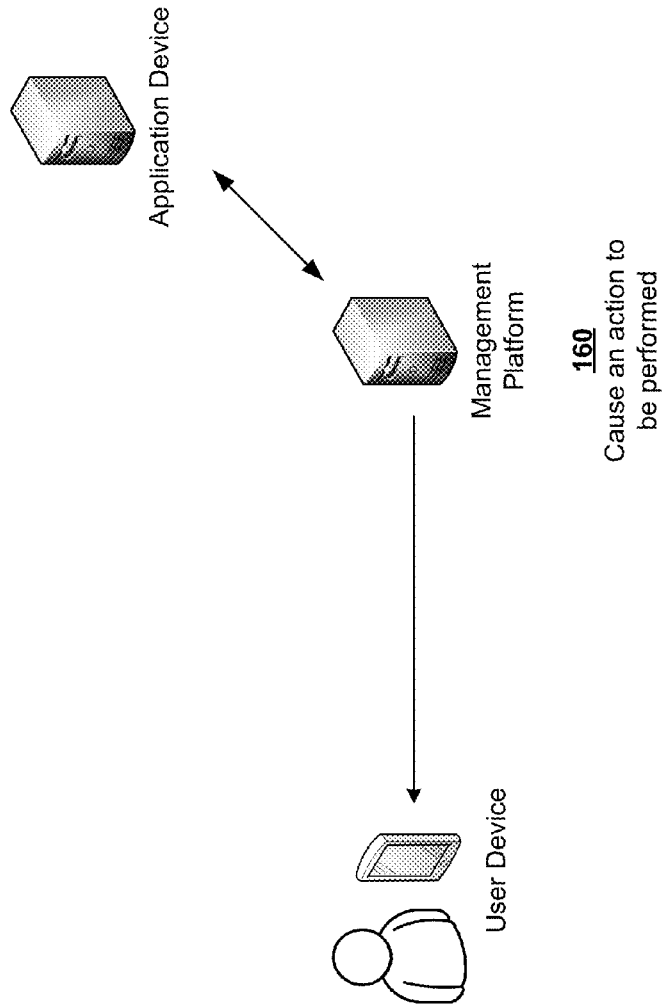 Application Device
Management
Platform
160
Cause an action to
be performed
User Device